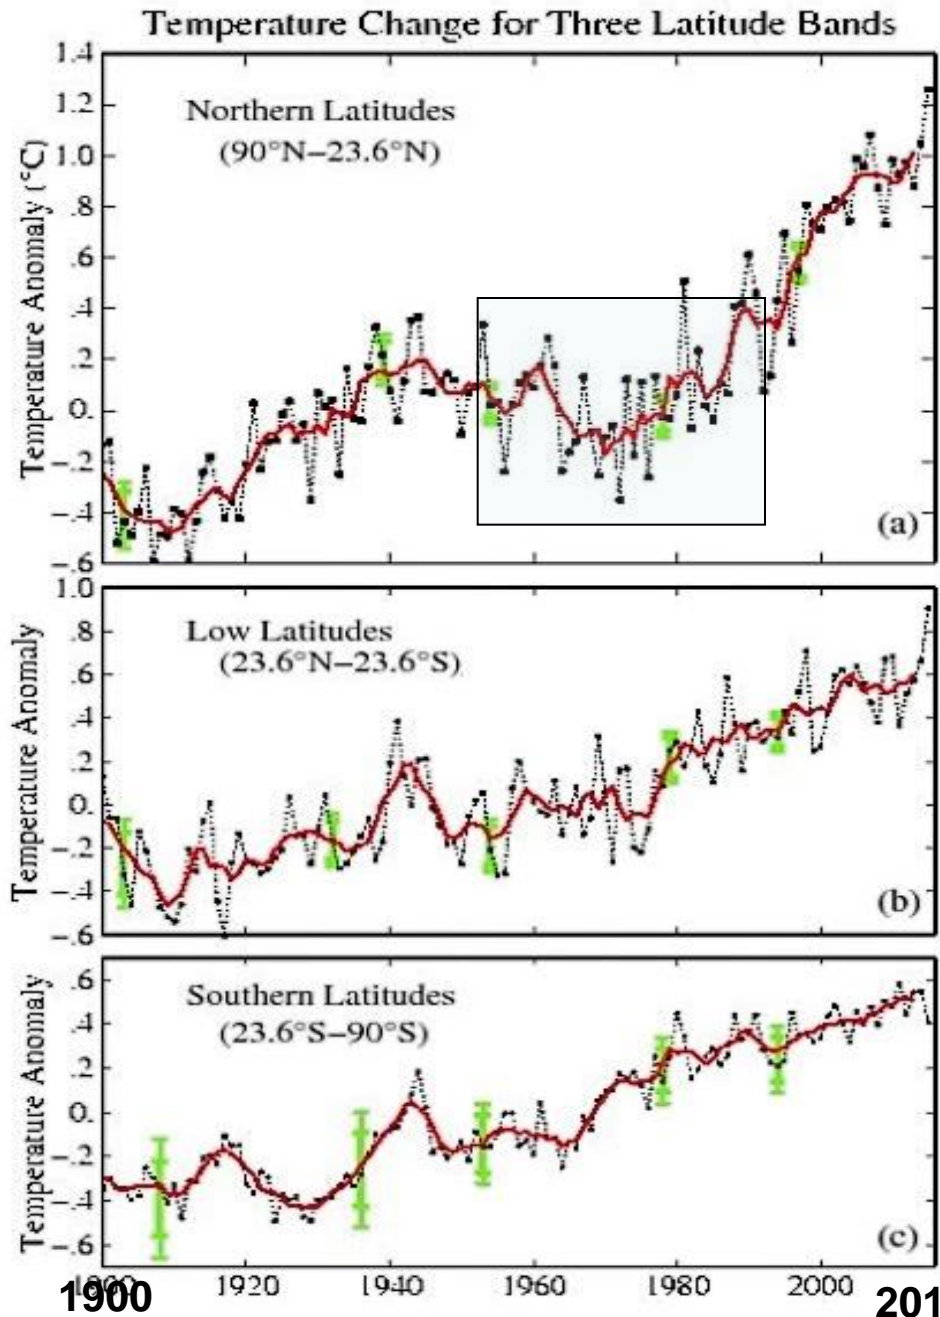 Temperature Change for Three Latitude Bands
Temperature Anomaly (°C)
1.4
1.2
1.0
.8
.6
.4
.2
0.
-.2
-.4
-.6
Northern Latitudes
(90°N–23.6°N)
(a)
Temperature Anomaly
1.0
.8
.6
.4
.2
0.
-.2
-.4
-.6
Low Latitudes
(23.6°N–23.6°S)
(b)
Temperature Anomaly
.6
.4
.2
0.
-.2
-.4
-.6
Southern Latitudes
(23.6°S–90°S)
(c)
1900 1920 1940 1960 1980 2000
1900 201